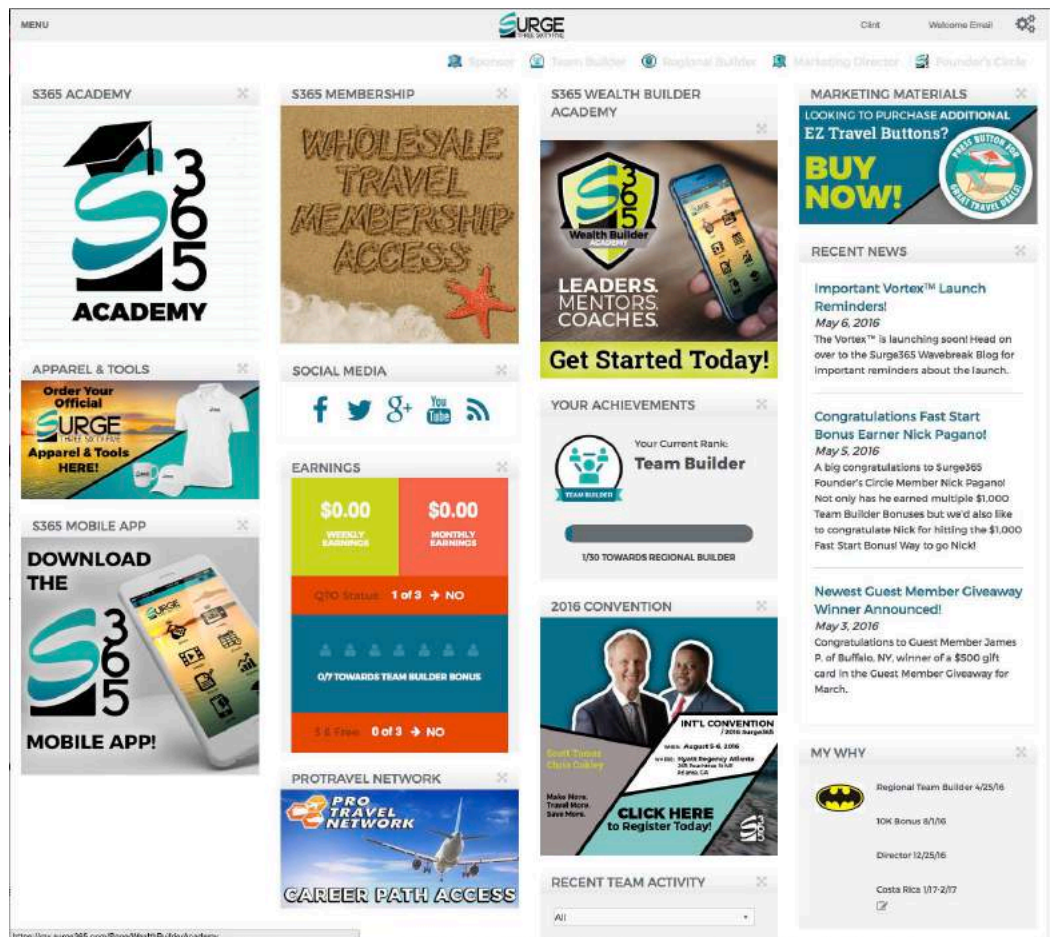 MENU
SURGE
THREE SIXTY FIVE
Clint
Welcome Email
Sponsor
Team Builder
Regional Builder
Marketing Director
Founder's Circle
S365 ACADEMY
S365
ACADEMY
APPAREL & TOOLS
Order Your
Official
SURGE
THREE SIXTY FIVE
Apparel & Tools
HERE!
S365 MOBILE APP
DOWNLOAD
THE
S365
SURGE
MOBILE APP!
S365 MEMBERSHIP
WHOLESALE
TRAVEL
MEMBERSHIP
ACCESS
SOCIAL MEDIA
f
g+
You
Tube
EARNINGS
$0.00
WEEKLY
EARNINGS
$0.00
MONTHLY
EARNINGS
QTO Status: 1 of 3 → NO
0/7 TOWARDS TEAM BUILDER BONUS
3 & Free: 0 of 3 → NO
PROTRAVEL NETWORK
PRO
TRAVEL
NETWORK
CAREER PATH ACCESS
S365 WEALTH BUILDER
ACADEMY
S365
Wealth Builder
ACADEMY
LEADERS.
MENTORS.
COACHES.
Get Started Today!
YOUR ACHIEVEMENTS
Your Current Rank:
Team Builder
TEAM BUILDER
1/30 TOWARDS REGIONAL BUILDER
2016 CONVENTION
INT'L CONVENTION
/ 2016 Surge365
Scott Tomer
Chris Oakley
WHEN: August 5-6, 2016
WHERE: Hyatt Regency Atlanta
Atlanta, GA
Make More.
Travel More.
Save More.
CLICK HERE
to Register Today!
S365
RECENT TEAM ACTIVITY
All
MARKETING MATERIALS
LOOKING TO PURCHASE ADDITIONAL
EZ Travel Buttons?
BUY
NOW!
PRESS BUTTON FOR
GREAT TRAVEL DEALS!
RECENT NEWS
Important Vortex™ Launch
Reminders!
May 6, 2016
The Vortex™ is launching soon! Head on
over to the Surge365 Wavebreak Blog for
important reminders about the launch.
Congratulations Fast Start
Bonus Earner Nick Pagano!
May 5, 2016
A big congratulations to Surge365
Founder's Circle Member Nick Pagano!
Not only has he earned multiple $1,000
Team Builder Bonuses but we'd also like
to congratulate Nick for hitting the $1,000
Fast Start Bonus! Way to go Nick!
Newest Guest Member Giveaway
Winner Announced!
May 3, 2016
Congratulations to Guest Member James
P. of Buffalo, NY, winner of a $500 gift
card in the Guest Member Giveaway for
March.
MY WHY
Regional Team Builder 4/25/16
10K Bonus 8/1/16
Director 12/25/16
Costa Rica 1/17-2/17